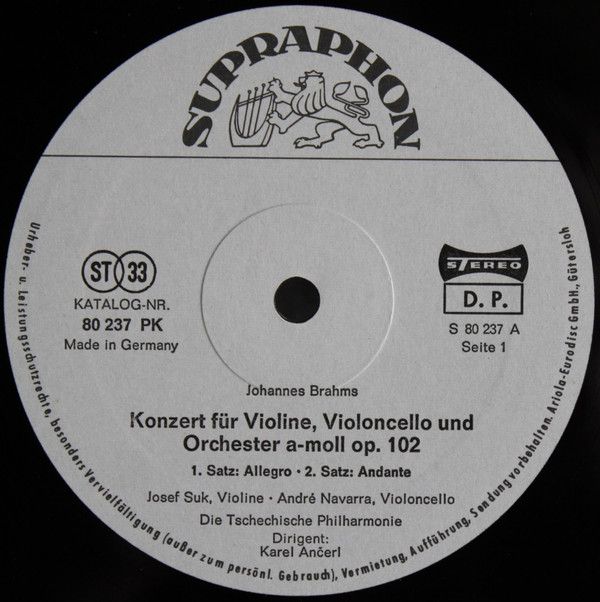 SUPRAPHON
ST 33
KATALOG-NR.
80 237 PK
Made in Germany
STEREO
D. P.
S 80 237 A
Seite 1
Johannes Brahms
Konzert für Violine, Violoncello und
Orchester a-moll op. 102
1. Satz: Allegro · 2. Satz: Andante
Josef Suk, Violine · André Navarra, Violoncello
Die Tschechische Philharmonie
Dirigent:
Karel Ančerl
Urheber- u. Leistungsschutzrechte, besonders Vervielfältigung (außer zum persönl. Gebrauch), Vermietung, Aufführung, Sendung vorbehalten. Ariola-Eurodisc GmbH., Gütersloh